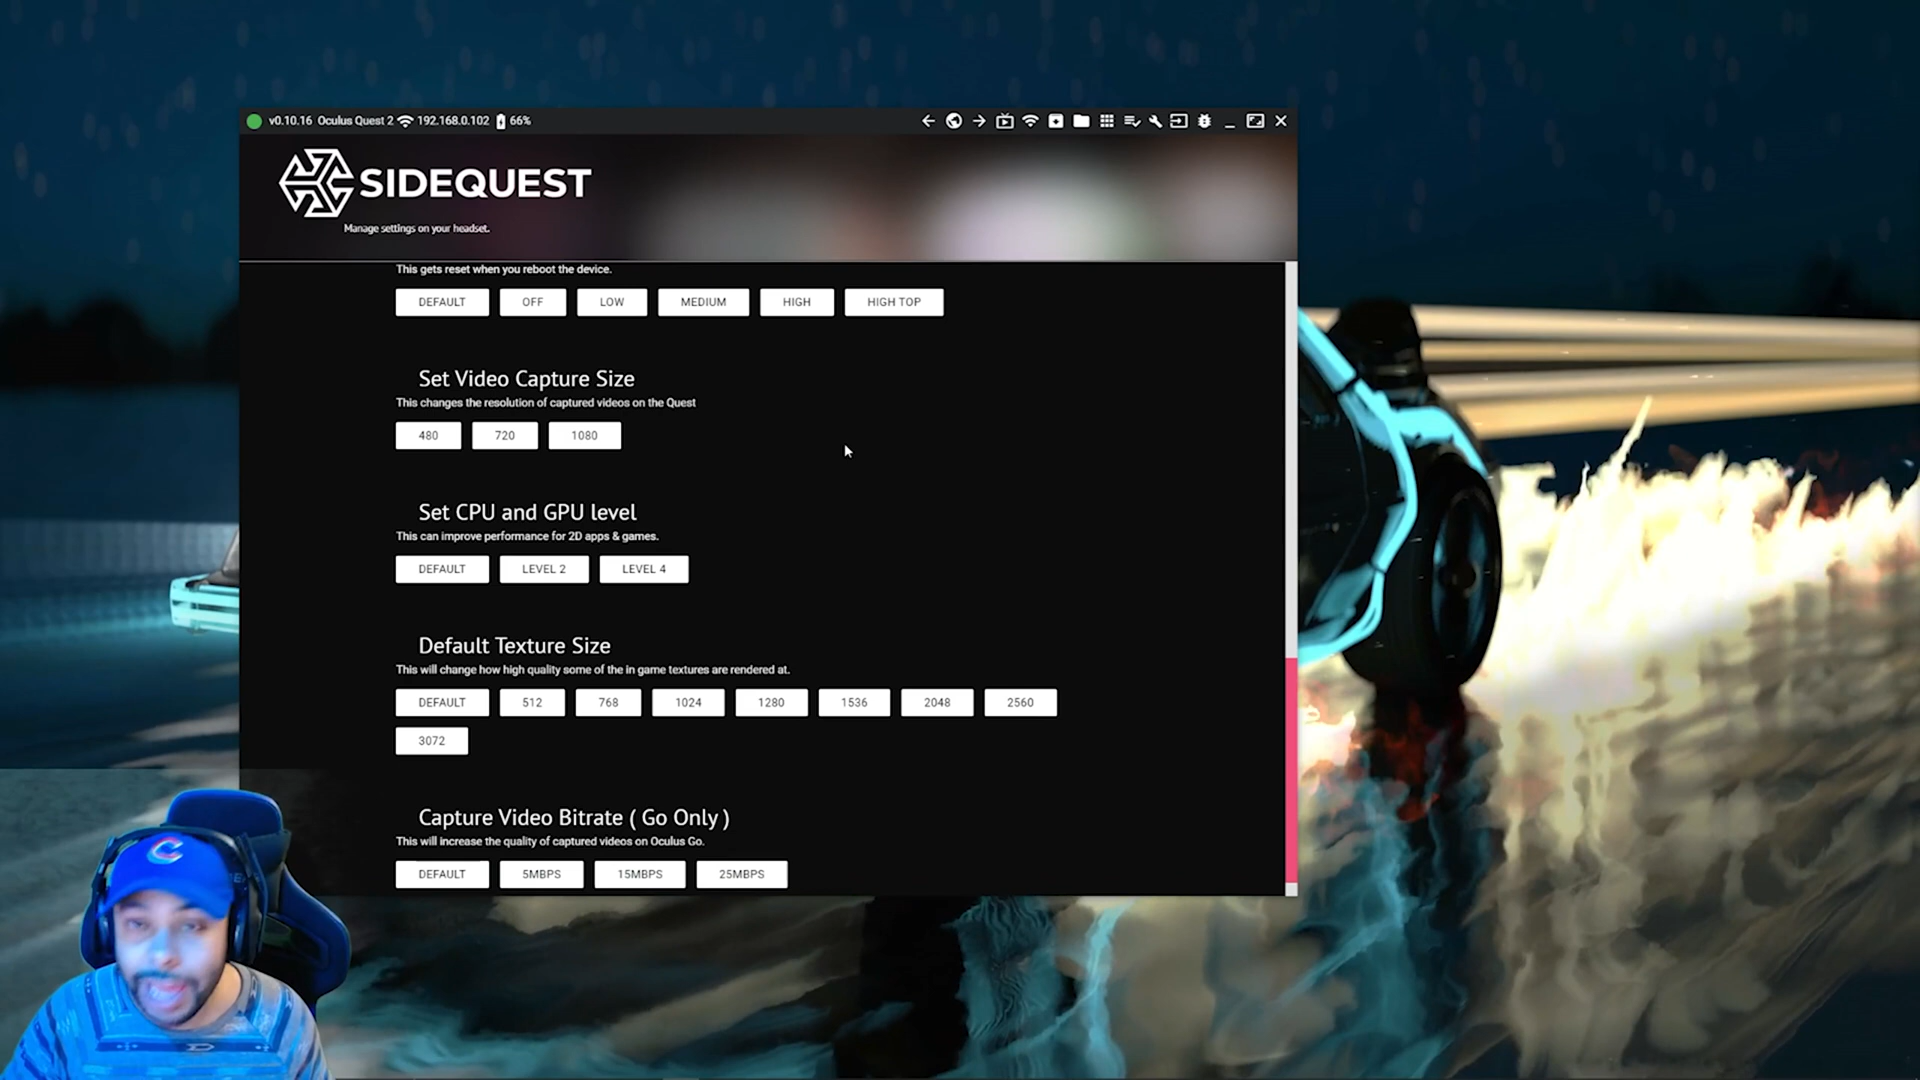 v0.10.16 Oculus Quest 2 192.168.0.102 66%
SIDEQUEST
Manage settings on your headset.
This gets reset when you reboot the device.
DEFAULT OFF LOW MEDIUM HIGH HIGH TOP
Set Video Capture Size
This changes the resolution of captured videos on the Quest
480 720 1080
Set CPU and GPU level
This can improve performance for 2D apps & games.
DEFAULT LEVEL 2 LEVEL 4
Default Texture Size
This will change how high quality some of the in game textures are rendered at.
DEFAULT 512 768 1024 1280 1536 2048 2560
3072
Capture Video Bitrate ( Go Only )
This will increase the quality of captured videos on Oculus Go.
DEFAULT 5MBPS 15MBPS 25MBPS
C